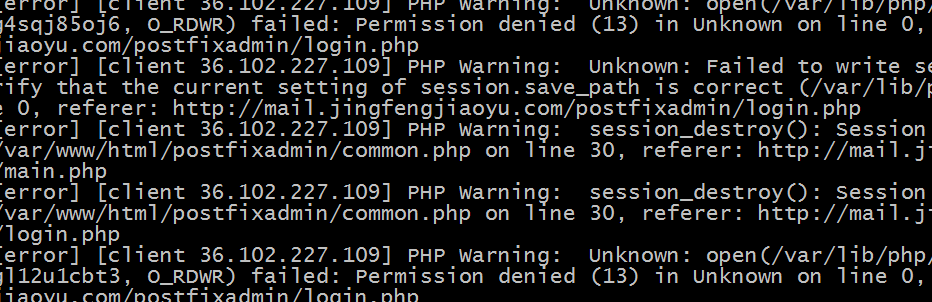 [error] [client 36.102.227.109] PHP Warning:  Unknown: open(/var/lib/php/
g4sqj85oj6, O_RDWR) failed: Permission denied (13) in Unknown on line 0,
jiaoyu.com/postfixadmin/login.php
[error] [client 36.102.227.109] PHP Warning:  Unknown: Failed to write se
rify that the current setting of session.save_path is correct (/var/lib/p
e 0, referer: http://mail.jingfengjiaoyu.com/postfixadmin/login.php
[error] [client 36.102.227.109] PHP Warning:  session_destroy(): Session
/var/www/html/postfixadmin/common.php on line 30, referer: http://mail.ji
/main.php
[error] [client 36.102.227.109] PHP Warning:  session_destroy(): Session
/var/www/html/postfixadmin/common.php on line 30, referer: http://mail.ji
/login.php
[error] [client 36.102.227.109] PHP Warning:  Unknown: open(/var/lib/php/
gl12u1cbt3, O_RDWR) failed: Permission denied (13) in Unknown on line 0,
jiaoyu.com/postfixadmin/login.php